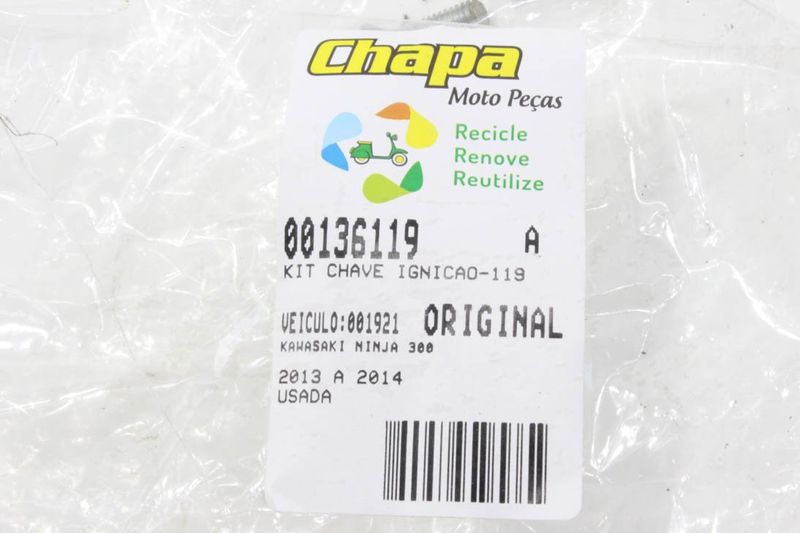 Chapa
Moto Peças
Recicle
Renove
Reutilize
00136119 A
KIT CHAVE IGNICAO-119
VEICULO:001921 ORIGINAL
KAWASAKI NINJA 300
2013 A 2014
USADA